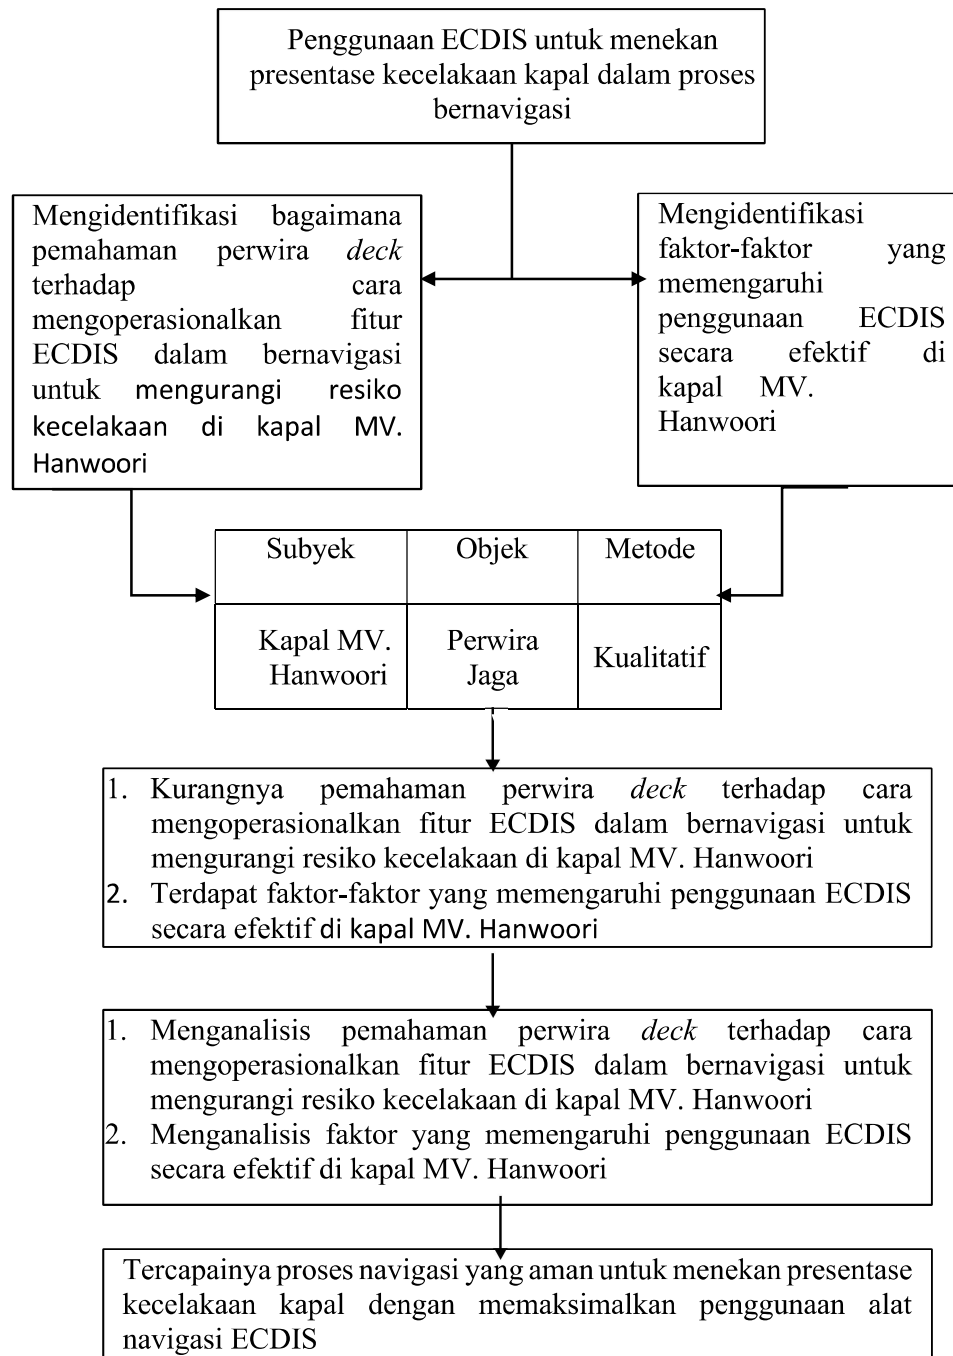 Penggunaan ECDIS untuk menekan
presentase kecelakaan kapal dalam proses
bernavigasi
Mengidentifikasi bagaimana
pemahaman perwira deck
terhadap cara
mengoperasionalkan fitur
ECDIS dalam bernavigasi
untuk mengurangi resiko
kecelakaan di kapal MV.
Hanwoori
Mengidentifikasi
faktor-faktor yang
memengaruhi
penggunaan ECDIS
secara efektif di
kapal MV.
Hanwoori
Subyek Objek Metode
Kapal MV.
Hanwoori
Perwira
Jaga
Kualitatif
1. Kurangnya pemahaman perwira deck terhadap cara
mengoperasionalkan fitur ECDIS dalam bernavigasi untuk
mengurangi resiko kecelakaan di kapal MV. Hanwoori
2. Terdapat faktor-faktor yang memengaruhi penggunaan ECDIS
secara efektif di kapal MV. Hanwoori
1. Menganalisis pemahaman perwira deck terhadap cara
mengoperasionalkan fitur ECDIS dalam bernavigasi untuk
mengurangi resiko kecelakaan di kapal MV. Hanwoori
2. Menganalisis faktor yang memengaruhi penggunaan ECDIS
secara efektif di kapal MV. Hanwoori
Tercapainya proses navigasi yang aman untuk menekan presentase
kecelakaan kapal dengan memaksimalkan penggunaan alat
navigasi ECDIS